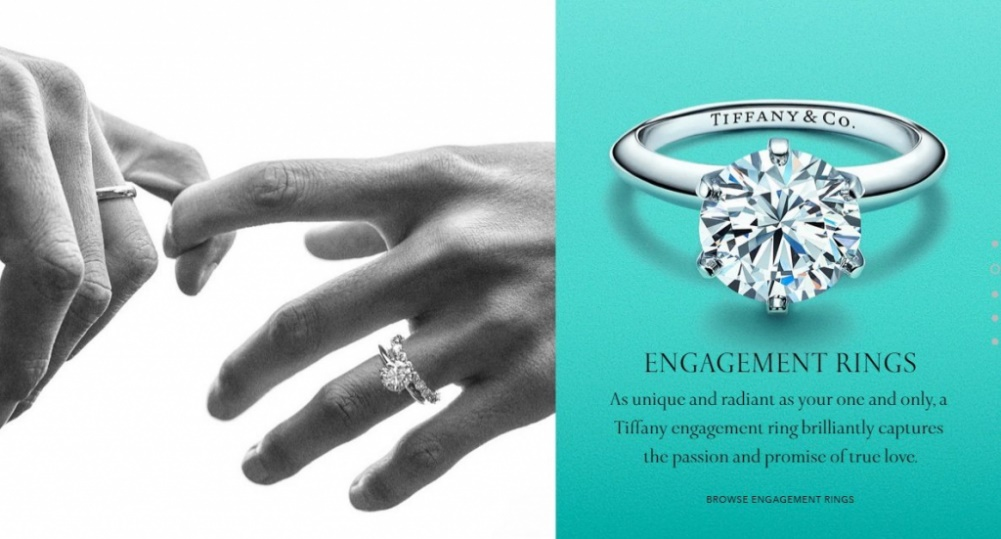 TIFFANY & CO.
ENGAGEMENT RINGS
As unique and radiant as your one and only, a
Tiffany engagement ring brilliantly captures
the passion and promise of true love.
BROWSE ENGAGEMENT RINGS